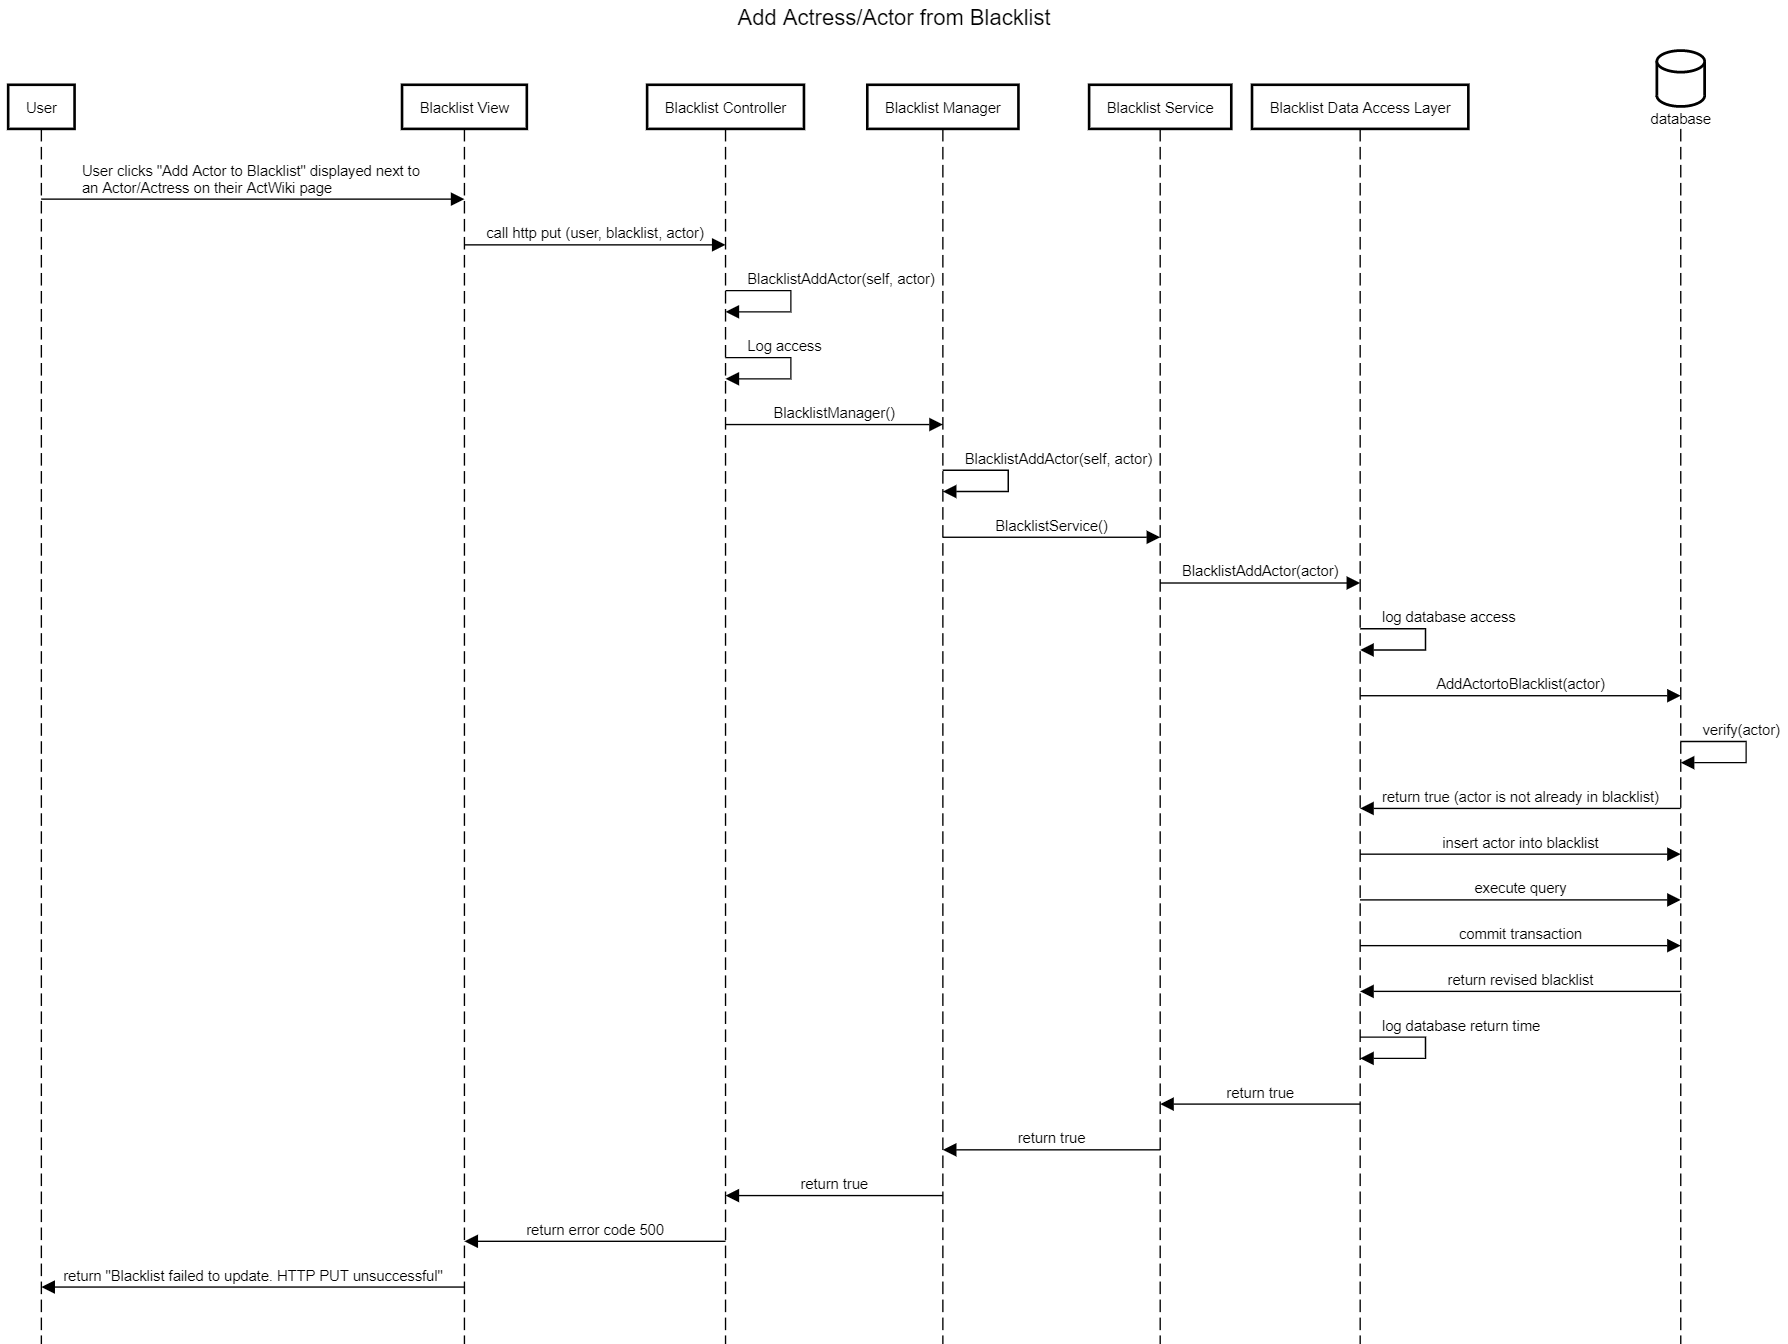 Add Actress/Actor from Blacklist
User
Blacklist View
Blacklist Controller
Blacklist Manager
Blacklist Service
Blacklist Data Access Layer
database
User clicks "Add Actor to Blacklist" displayed next to
an Actor/Actress on their ActWiki page
call http put (user, blacklist, actor)
BlacklistAddActor(self, actor)
Log access
BlacklistManager()
BlacklistAddActor(self, actor)
BlacklistService()
BlacklistAddActor(actor)
log database access
AddActortoBlacklist(actor)
verify(actor)
return true (actor is not already in blacklist)
insert actor into blacklist
execute query
commit transaction
return revised blacklist
log database return time
return true
return true
return true
return error code 500
return "Blacklist failed to update. HTTP PUT unsuccessful"